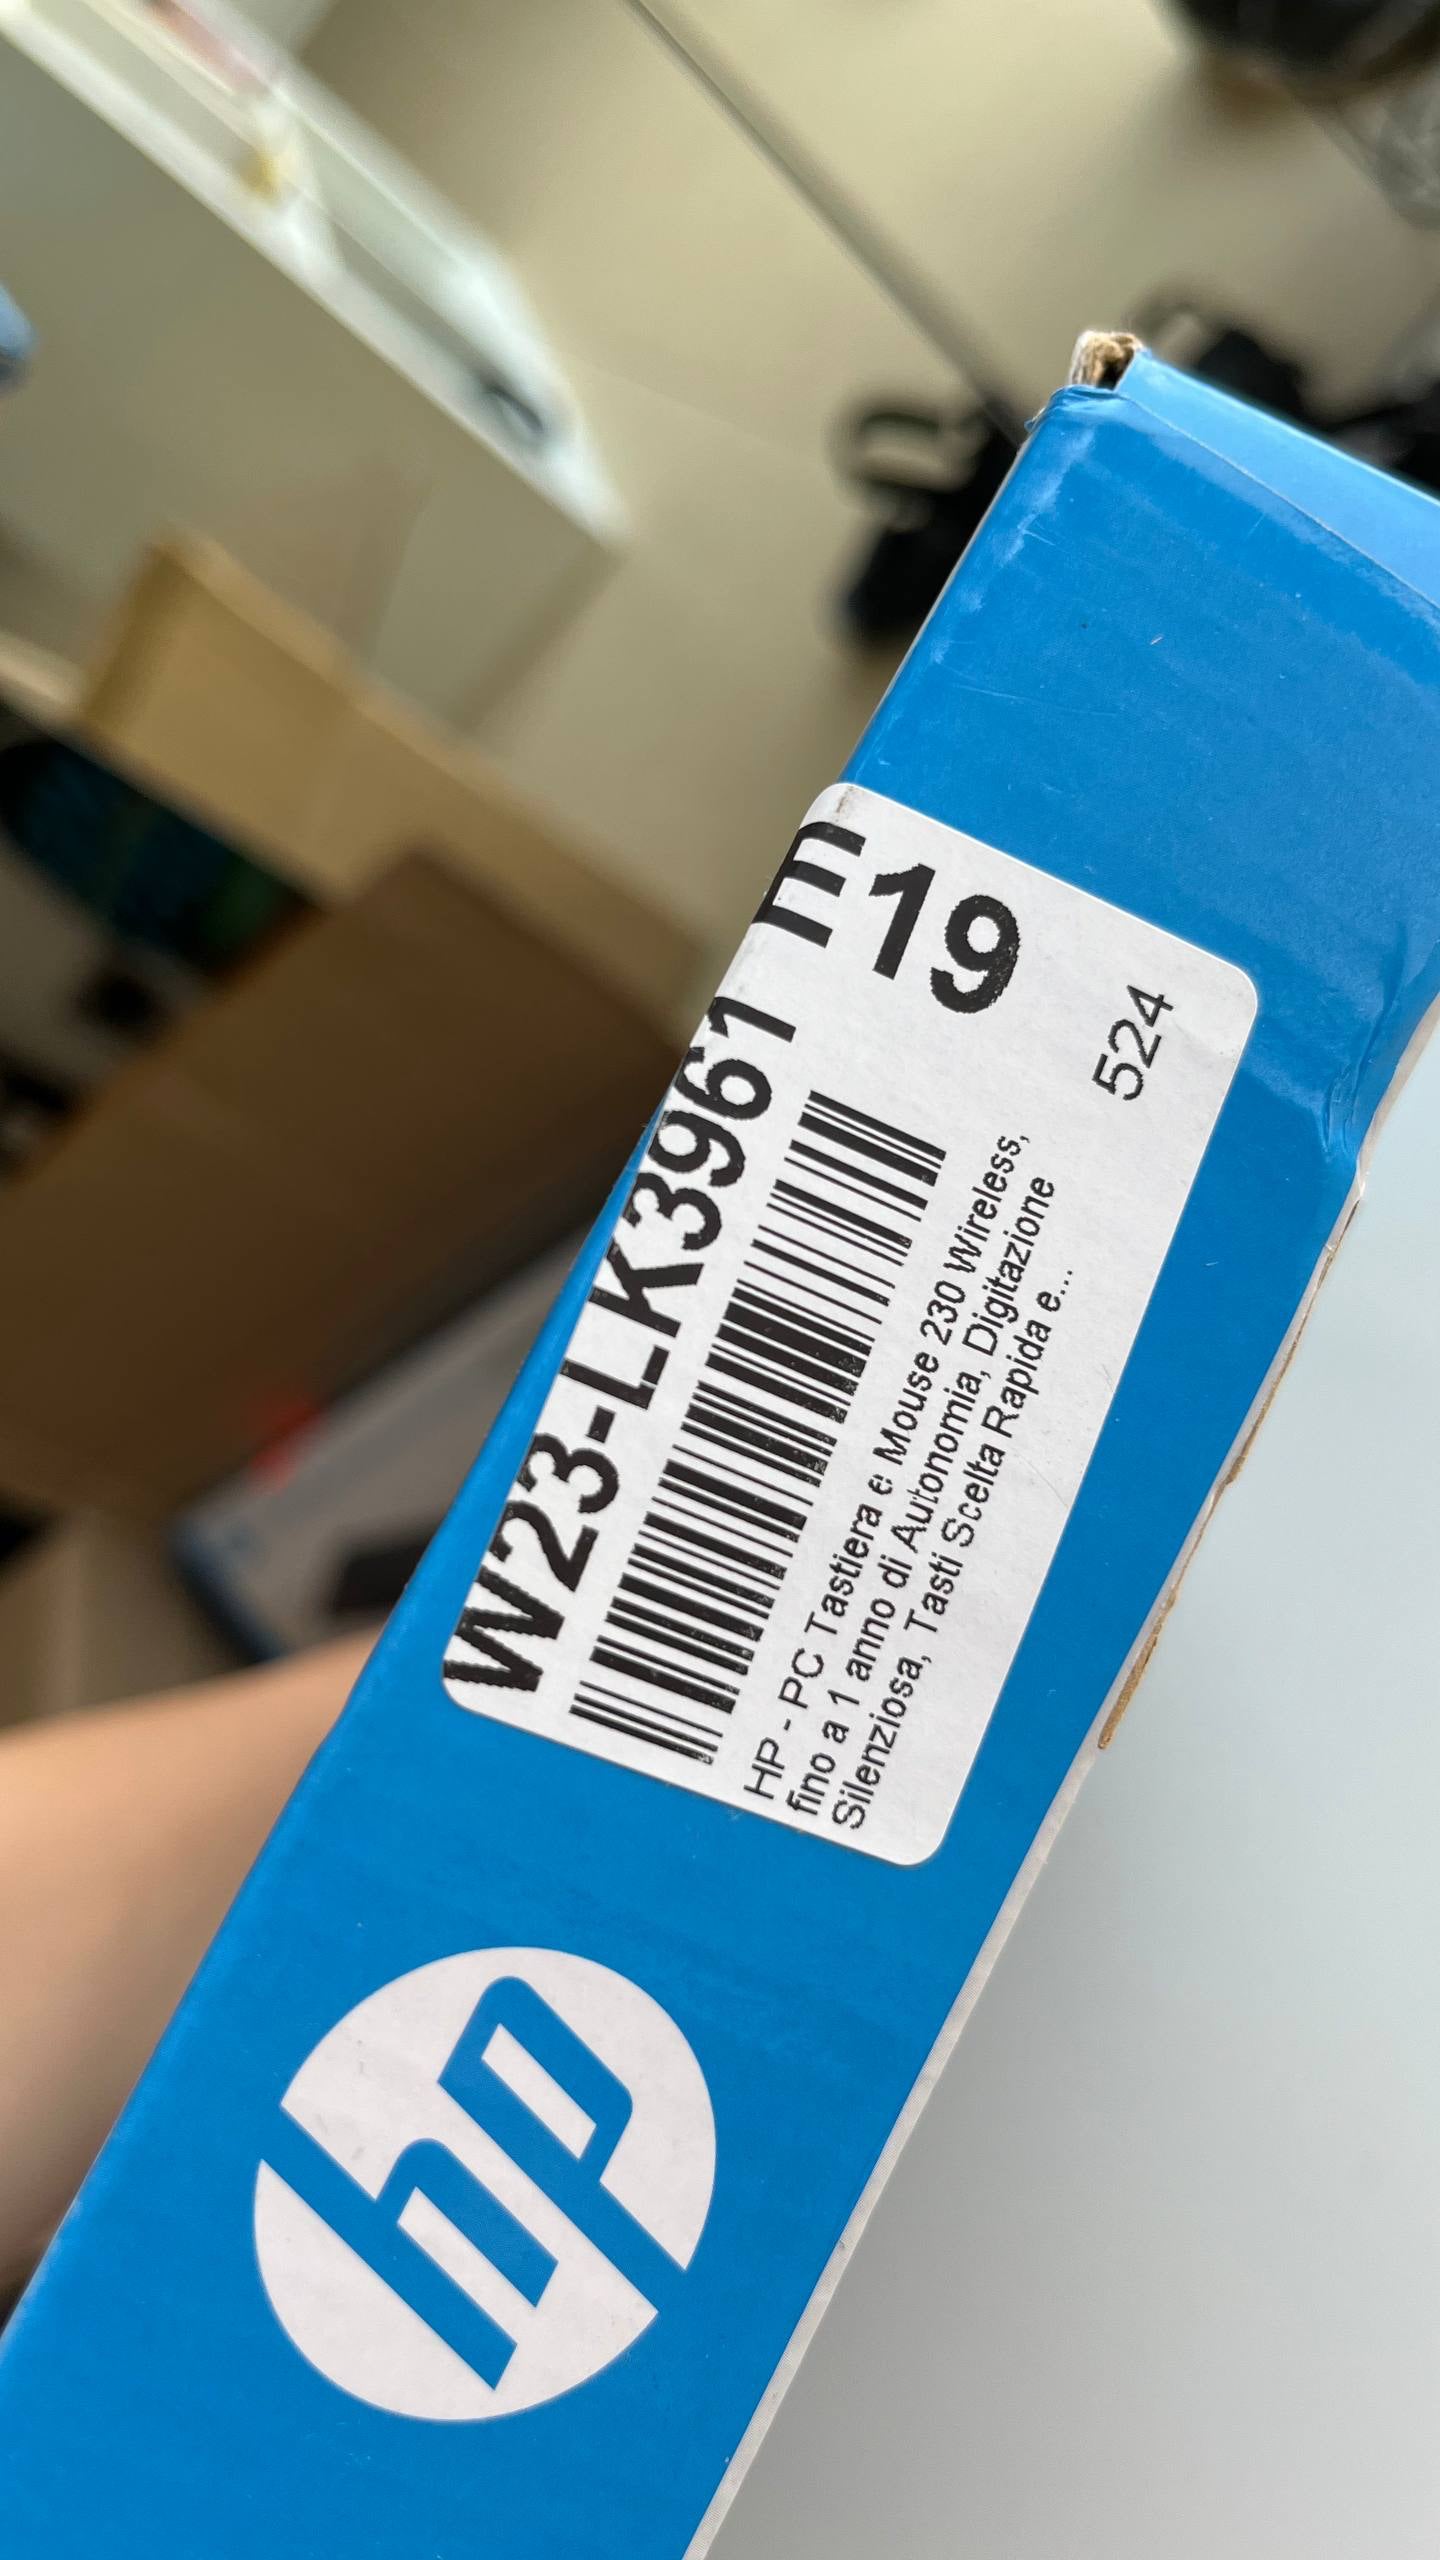 W23-LK3961 E
19
524
HP - PC Tastiera e Mouse 230 Wireless,
fino a 1 anno di Autonomia, Digitazione
Silenziosa, Tasti Scelta Rapida e...
hp